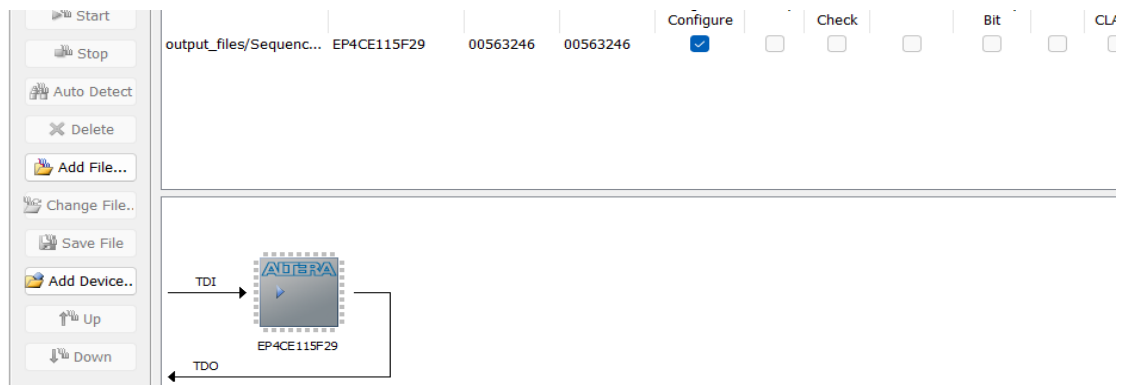 Start
Stop
Auto Detect
Delete
Add File...
Change File..
Save File
Add Device..
Up
Down
Configure Check Bit
output_files/Sequenc... EP4CE115F29 00563246 00563246
TDI
ALTERA
EP4CE115F29
TDO